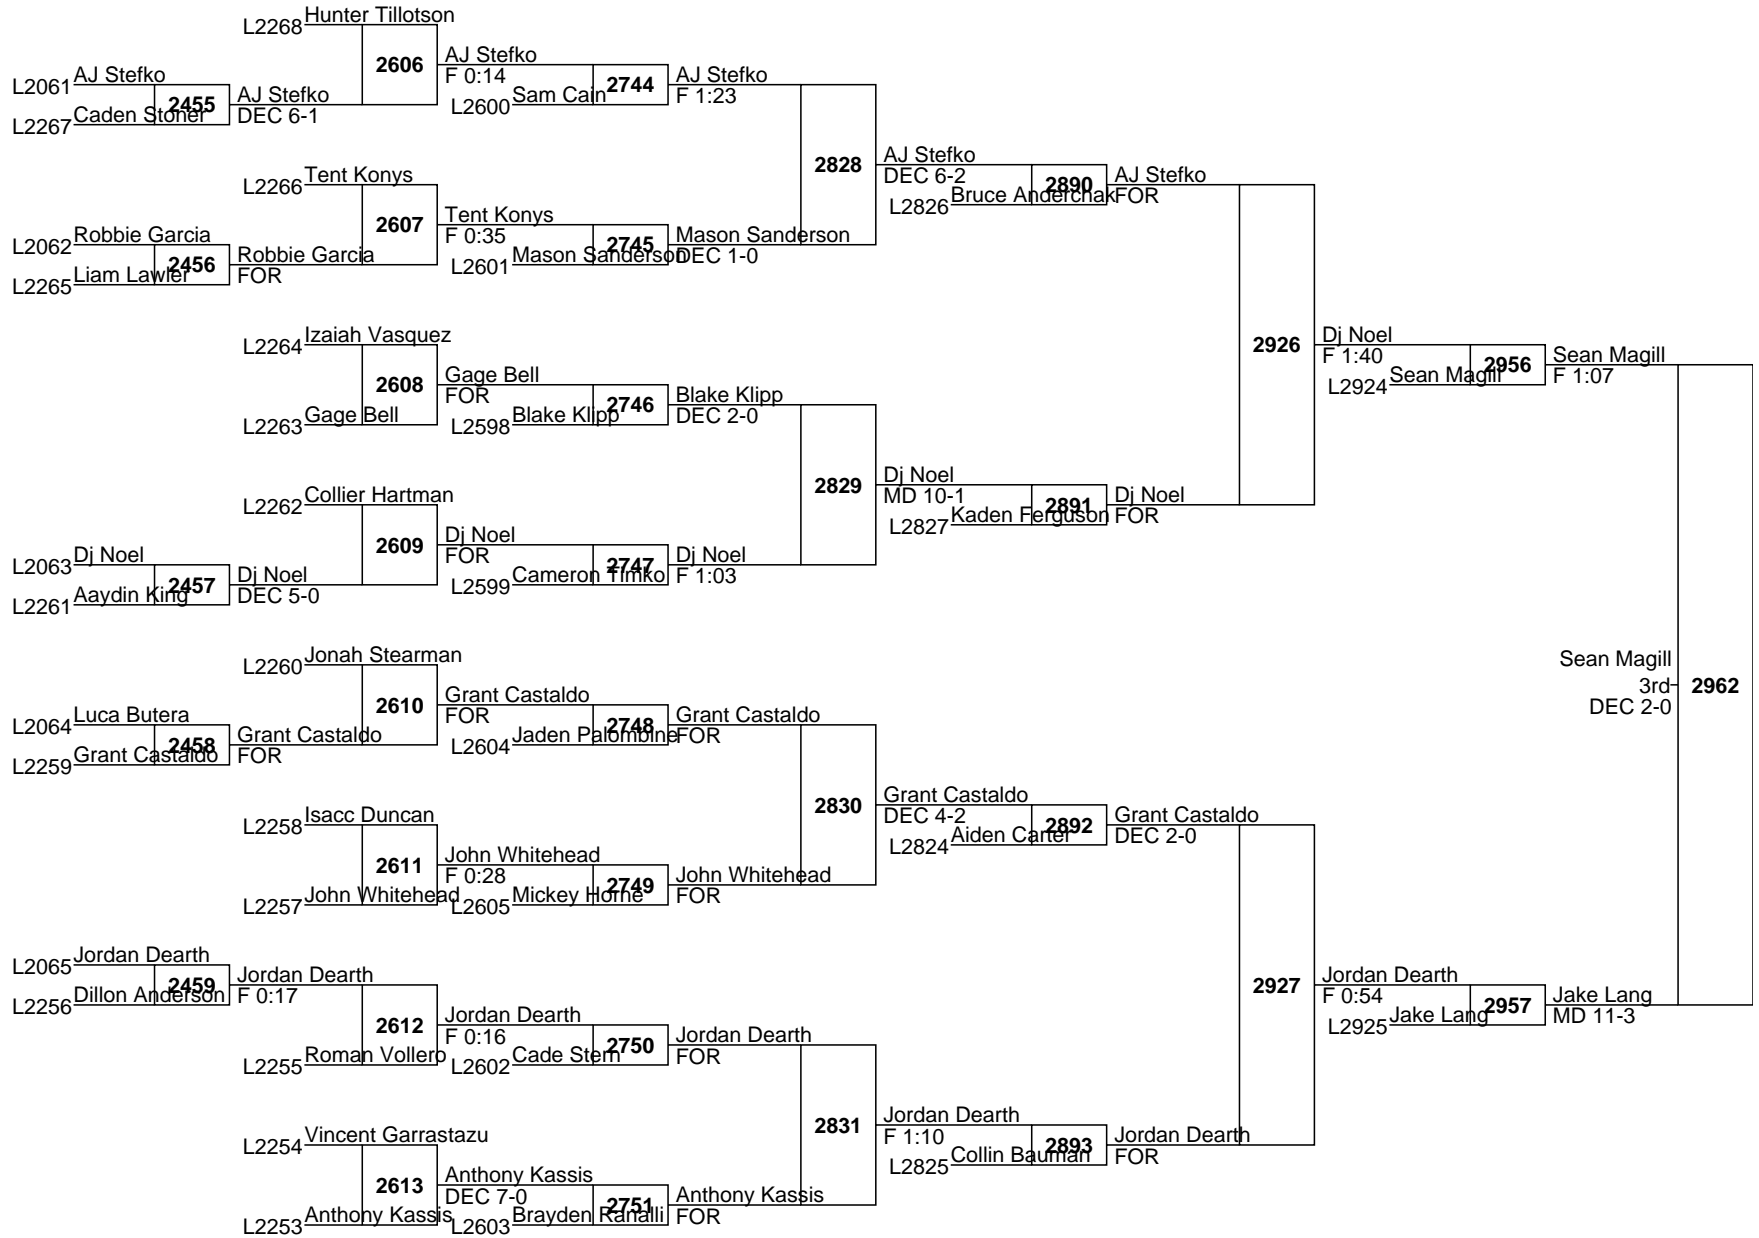 Hunter Tillotson
L2268
2606
AJ Stefko
F 0:14
AJ Stefko
L2061
2455
Caden Stoner
L2267
AJ Stefko
DEC 6-1
2744
Sam Cain
L2600
AJ Stefko
F 1:23
2828
AJ Stefko
DEC 6-2
2890
Bruce Anderchak
L2826
AJ Stefko
FOR
Tent Konys
L2266
2607
Tent Konys
F 0:35
Robbie Garcia
L2062
2456
Liam Lawler
L2265
Robbie Garcia
FOR
2745
Mason Sanderson
L2601
Mason Sanderson
DEC 1-0
Izaiah Vasquez
L2264
2608
Gage Bell
L2263
Gage Bell
FOR
2746
Blake Klipp
L2598
Blake Klipp
DEC 2-0
2926
Dj Noel
F 1:40
2956
Sean Magill
L2924
Sean Magill
F 1:07
2829
Dj Noel
MD 10-1
2891
Kaden Ferguson
L2827
Dj Noel
FOR
Collier Hartman
L2262
2609
Dj Noel
FOR
Dj Noel
L2063
2457
Aaydin King
L2261
Dj Noel
DEC 5-0
2747
Cameron Timko
L2599
Dj Noel
F 1:03
Sean Magill
3rd
DEC 2-0
2962
Jonah Stearman
L2260
2610
Grant Castaldo
FOR
Luca Butera
L2064
2458
Grant Castaldo
L2259
Grant Castaldo
FOR
2748
Jaden Palombine
L2604
Grant Castaldo
FOR
2830
Grant Castaldo
DEC 4-2
2892
Aiden Carter
L2824
Grant Castaldo
DEC 2-0
Isacc Duncan
L2258
2611
John Whitehead
L2257
John Whitehead
F 0:28
2749
Mickey Horne
L2605
John Whitehead
FOR
Jordan Dearth
L2065
2459
Dillon Anderson
L2256
Jordan Dearth
F 0:17
2612
Roman Vollero
L2255
Jordan Dearth
F 0:16
2750
Cade Stern
L2602
Jordan Dearth
FOR
2927
Jordan Dearth
F 0:54
2957
Jake Lang
L2925
Jake Lang
MD 11-3
2831
Jordan Dearth
F 1:10
2893
Collin Bauman
L2825
Jordan Dearth
FOR
Vincent Garrastazu
L2254
2613
Anthony Kassis
L2253
Anthony Kassis
DEC 7-0
2751
Brayden Ranalli
L2603
Anthony Kassis
FOR